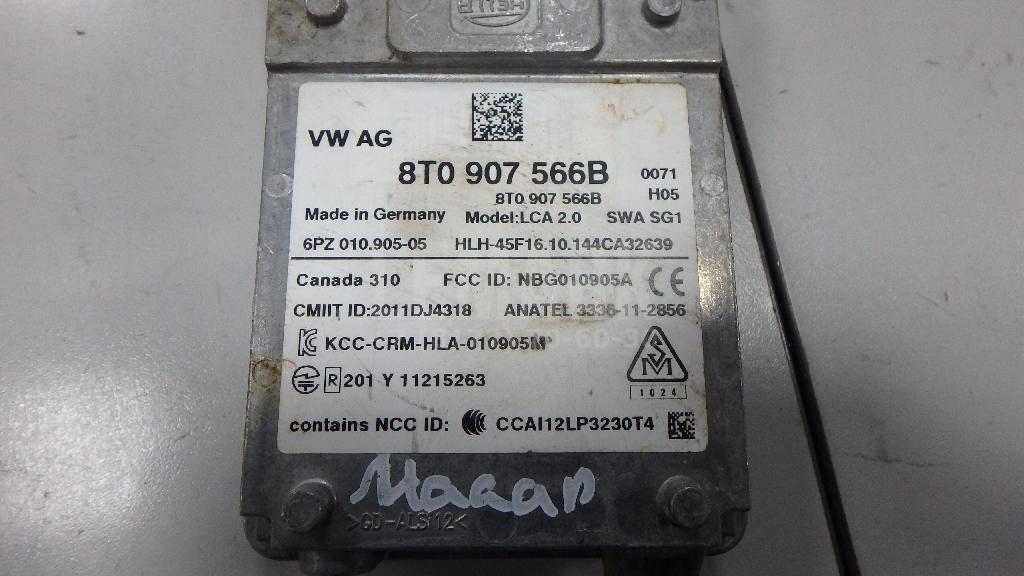 HELLA
VW AG
8T0 907 566B 0071
8T0 907 566B H05
Made in Germany Model:LCA 2.0 SWA SG1
6PZ 010.905-05 HLH-45F16.10.144CA32639
Canada 310 FCC ID: NBG010905A CE
CMIIT ID:2011DJ4318 ANATEL 3336-11-2856
KCC-CRM-HLA-010905M
R 201 Y 11215263
1024
contains NCC ID: CCAI12LP3230T4
>GD-ALSI12<